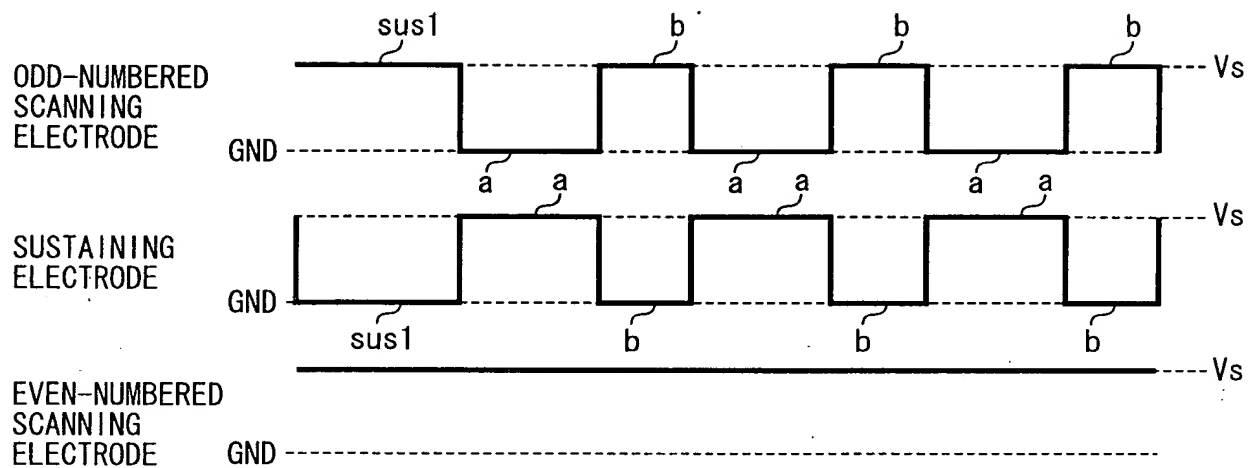 sus1 b b b
ODD-NUMBERED
SCANNING
ELECTRODE
Vs
GND
a a a a a a
SUSTAINING
ELECTRODE
Vs
GND
sus1 b b b
EVEN-NUMBERED
SCANNING
ELECTRODE
Vs
GND